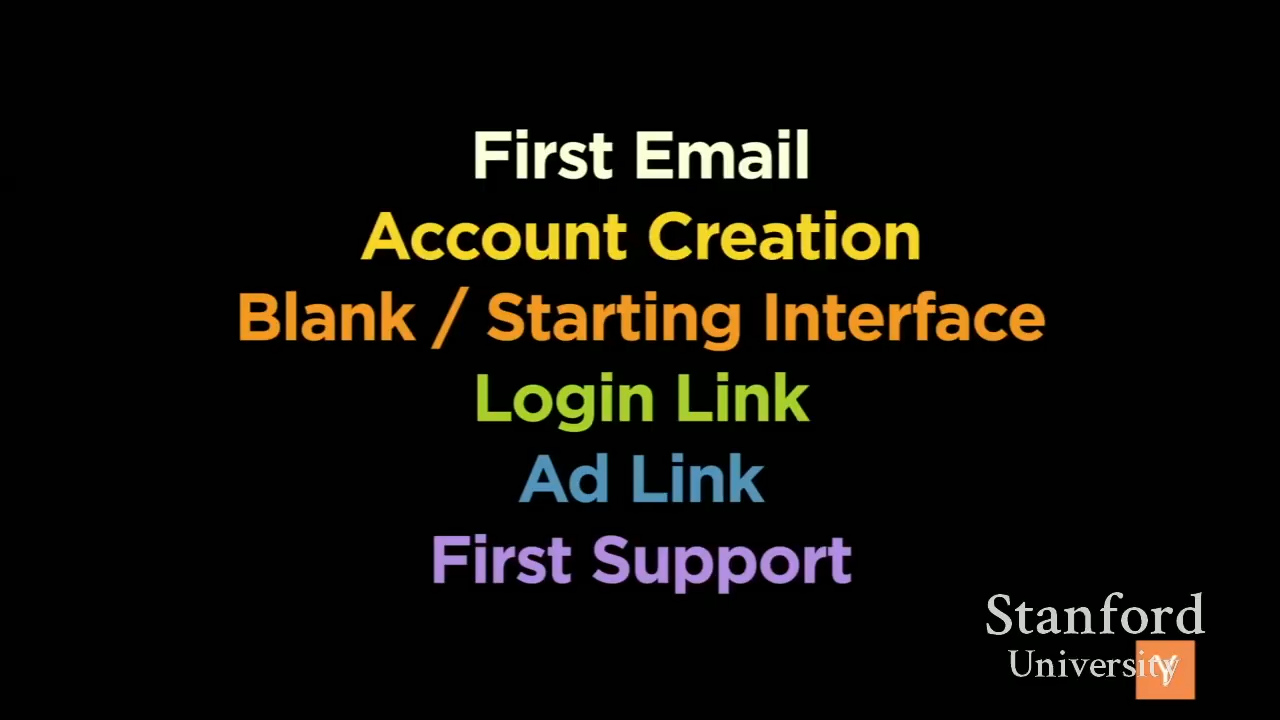 First Email
Account Creation
Blank / Starting Interface
Login Link
Ad Link
First Support
Stanford
University
Y